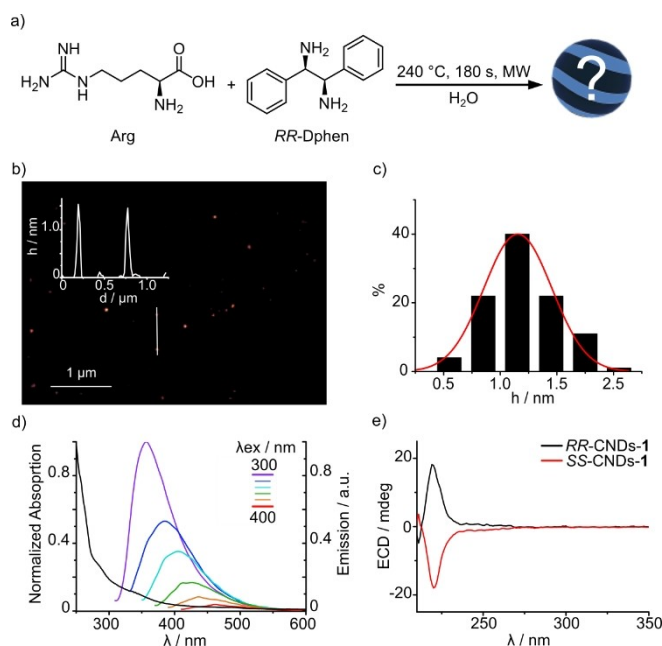 a)
NH
O
H₂N
N
H
OH
NH₂
+
NH₂
NH₂
240 °C, 180 s, MW
H₂O
?
Arg
RR-Dphen
b)
h / nm
1.0
0
0
0.5
1.0
d / µm
1 µm
c)
%
40
20
0
0.5
1.2
1.5
2.5
h / nm
d)
Normalized Absoprtion
0.8
0.4
0
λex / nm
300
400
0.8
0.4
0
Emission / a.u.
300
400
500
600
λ / nm
e)
ECD / mdeg
20
0
-20
RR-CNDs-1
SS-CNDs-1
250
300
350
λ / nm